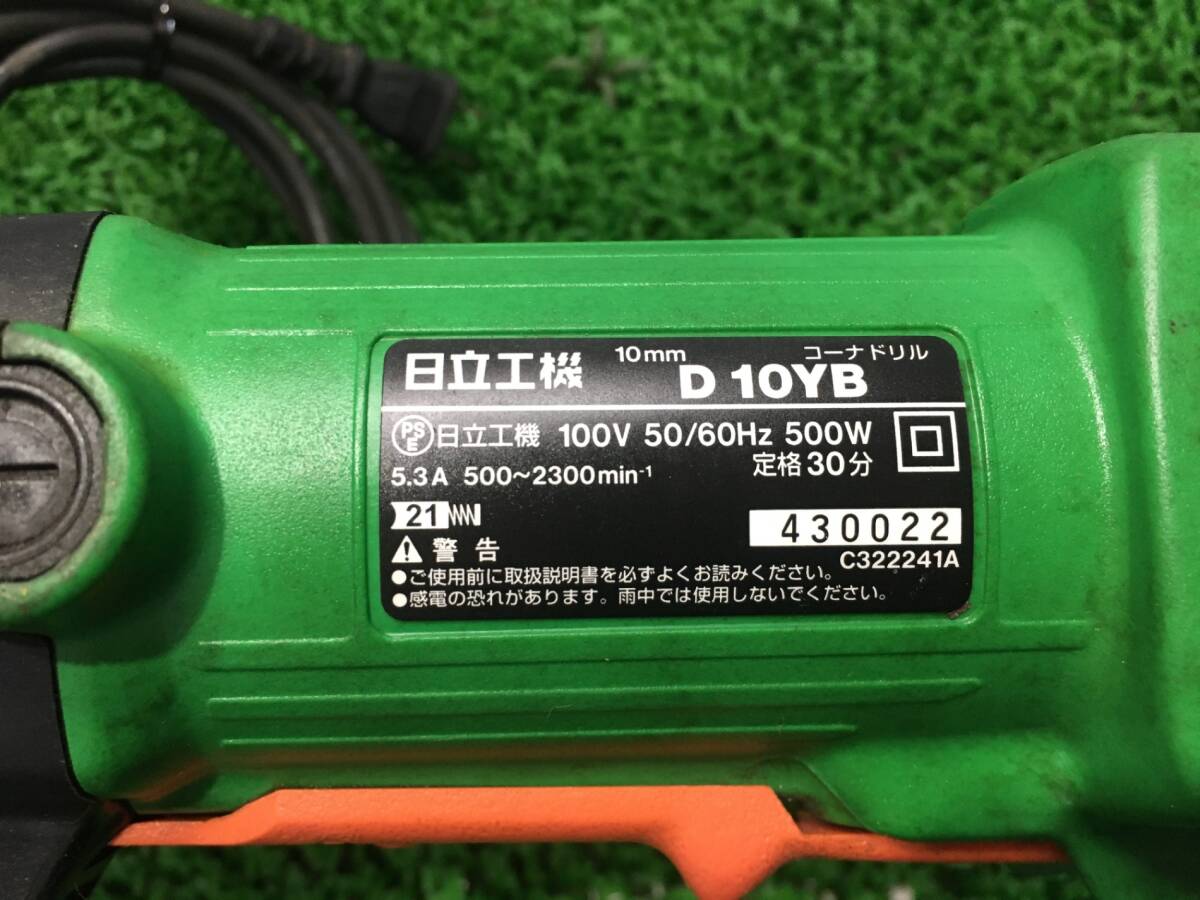 日立工機 10mm コーナドリル
D 10YB
PSE 日立工機 100V 50/60Hz 500W
5.3A 500~2300min⁻¹ 定格30分
21
430022
警告 C322241A
●ご使用前に取扱説明書を必ずよくお読みください。
●感電の恐れがあります。雨中では使用しないでください。